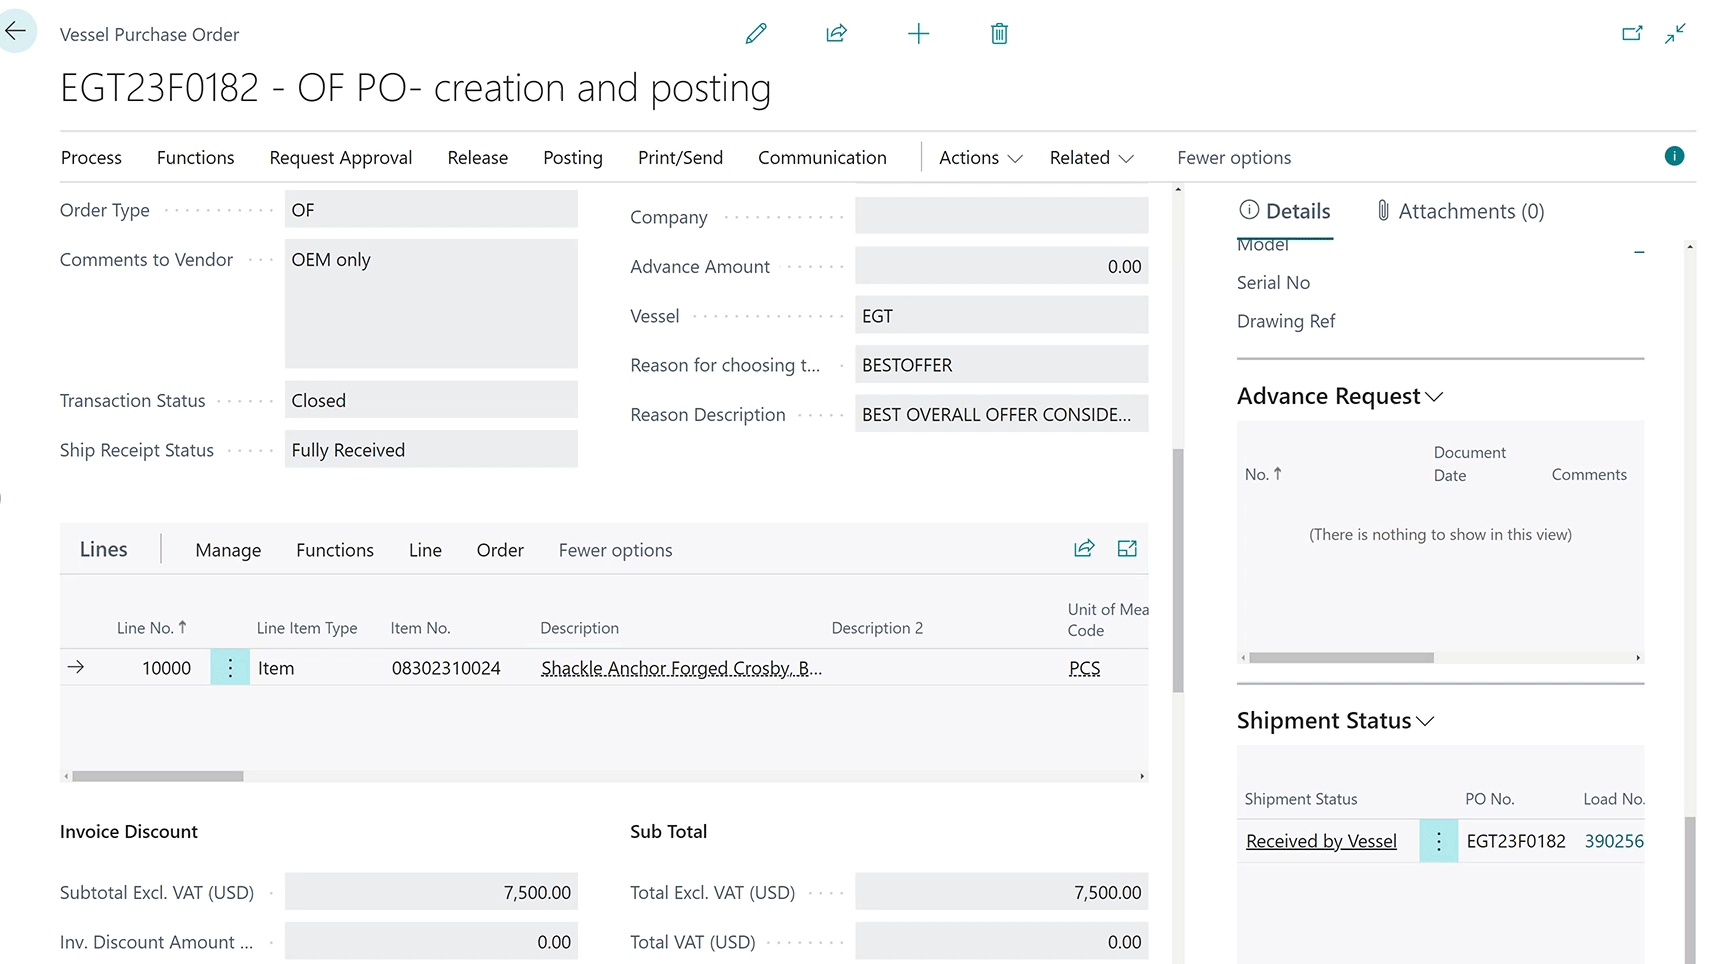 Vessel Purchase Order
EGT23F0182 - OF PO- creation and posting
Process Functions Request Approval Release Posting Print/Send Communication Actions Related Fewer options
Order Type OF
Comments to Vendor OEM only
Transaction Status Closed
Ship Receipt Status Fully Received
Company
Advance Amount 0.00
Vessel EGT
Reason for choosing t... BESTOFFER
Reason Description BEST OVERALL OFFER CONSIDE...
Details Attachments (0)
Model
Serial No
Drawing Ref
Advance Request
No. ↑ Document Date Comments
(There is nothing to show in this view)
Lines Manage Functions Line Order Fewer options
Line No. ↑ Line Item Type Item No. Description Description 2 Unit of Mea
Code
10000 Item 08302310024 Shackle Anchor Forged Crosby, B... PCS
Shipment Status
Shipment Status PO No. Load No.
Received by Vessel EGT23F0182 390256
Invoice Discount
Subtotal Excl. VAT (USD) 7,500.00
Inv. Discount Amount ... 0.00
Sub Total
Total Excl. VAT (USD) 7,500.00
Total VAT (USD) 0.00